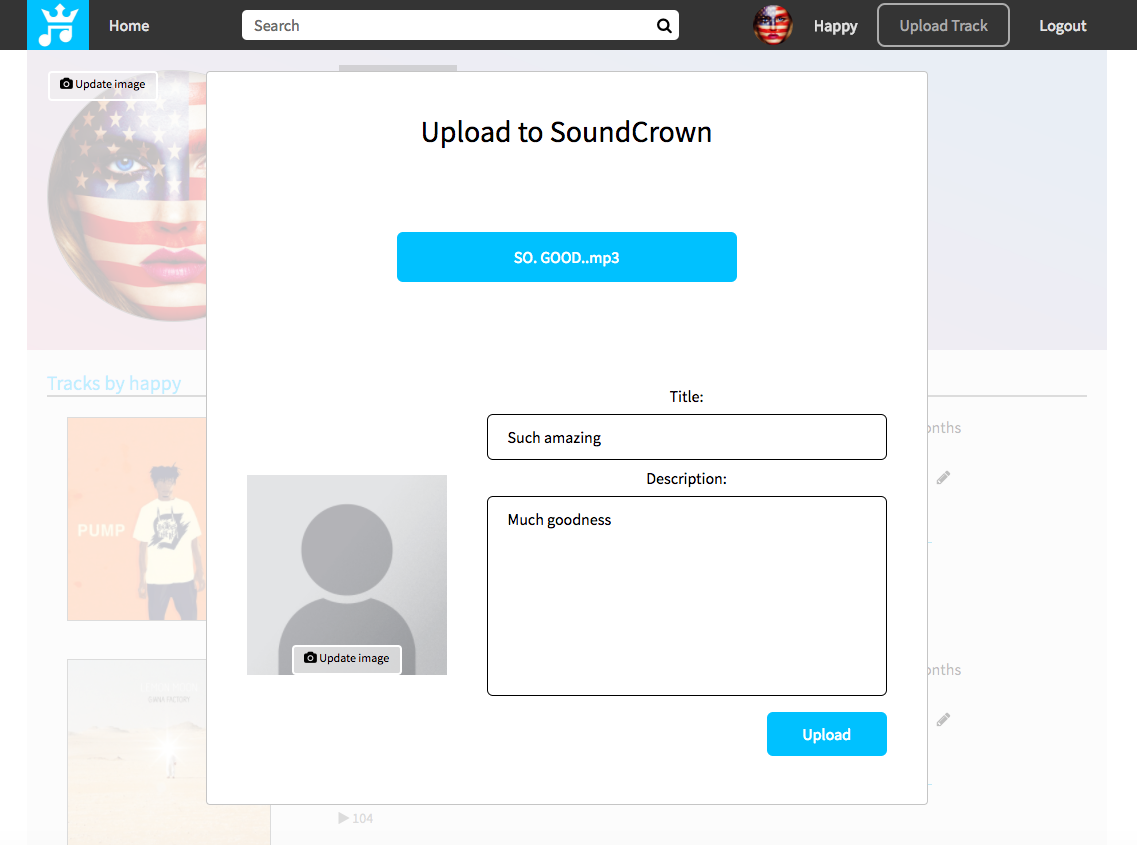 Home
Search
Happy
Upload Track
Logout
Update image
Upload to SoundCrown
SO. GOOD..mp3
Tracks by happy
Title:
Such amazing
Description:
Much goodness
PUMP
Update image
Upload
onths
onths
104